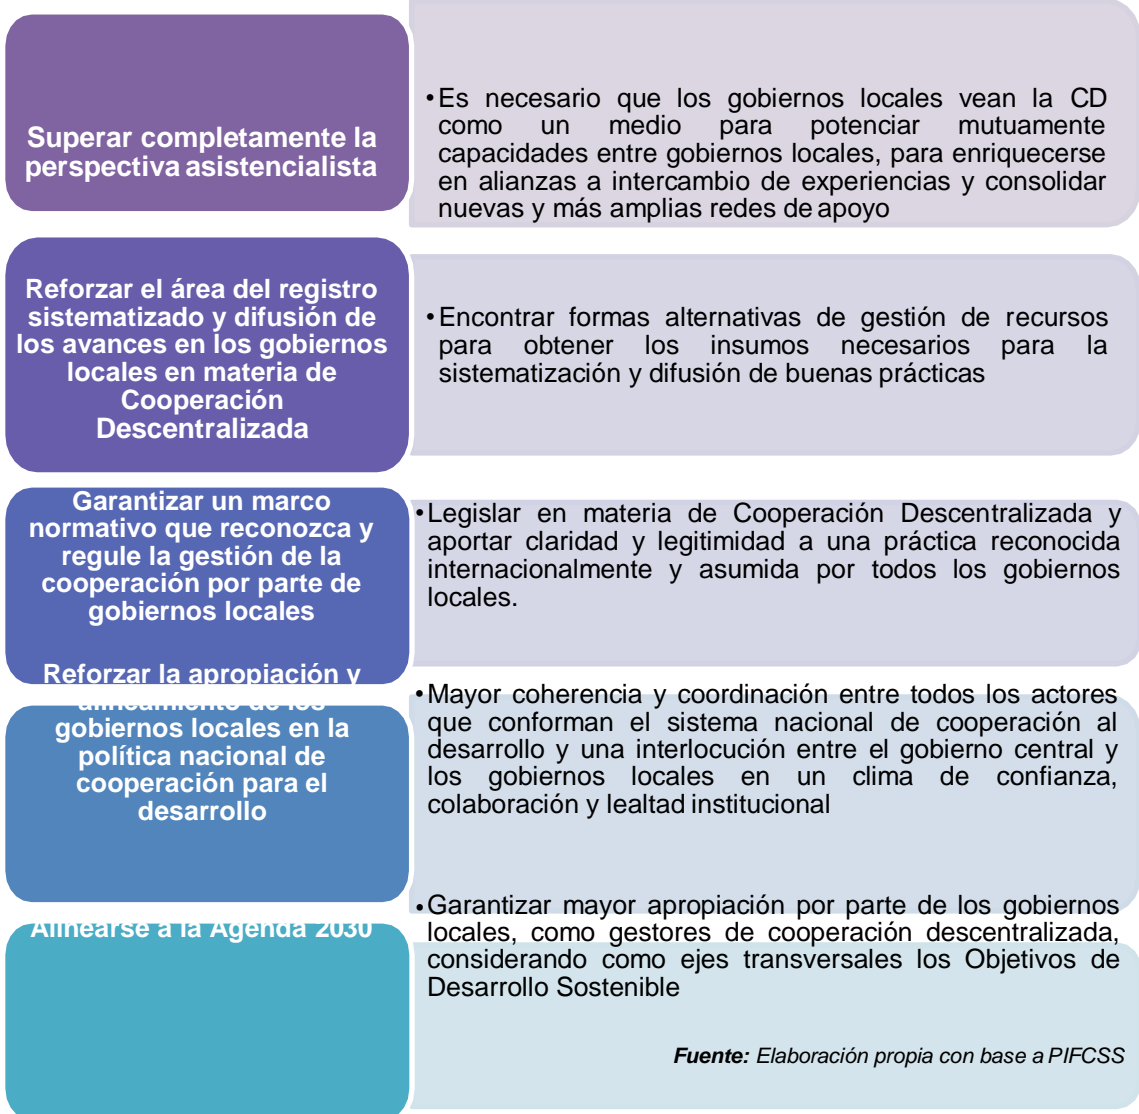 Superar completamente la
perspectiva asistencialista
•Es necesario que los gobiernos locales vean la CD
como un medio para potenciar mutuamente
capacidades entre gobiernos locales, para enriquecerse
en alianzas a intercambio de experiencias y consolidar
nuevas y más amplias redes de apoyo
Reforzar el área del registro
sistematizado y difusión de
los avances en los gobiernos
locales en materia de
Cooperación
Descentralizada
•Encontrar formas alternativas de gestión de recursos
para obtener los insumos necesarios para la
sistematización y difusión de buenas prácticas
Garantizar un marco
normativo que reconozca y
regule la gestión de la
cooperación por parte de
gobiernos locales
•Legislar en materia de Cooperación Descentralizada y
aportar claridad y legitimidad a una práctica reconocida
internacionalmente y asumida por todos los gobiernos
locales.
Reforzar la apropiación y
alineamiento de los
gobiernos locales en la
política nacional de
cooperación para el
desarrollo
•Mayor coherencia y coordinación entre todos los actores
que conforman el sistema nacional de cooperación al
desarrollo y una interlocución entre el gobierno central y
los gobiernos locales en un clima de confianza,
colaboración y lealtad institucional
Alinearse a la Agenda 2030
•Garantizar mayor apropiación por parte de los gobiernos
locales, como gestores de cooperación descentralizada,
considerando como ejes transversales los Objetivos de
Desarrollo Sostenible
Fuente: Elaboración propia con base a PIFCSS